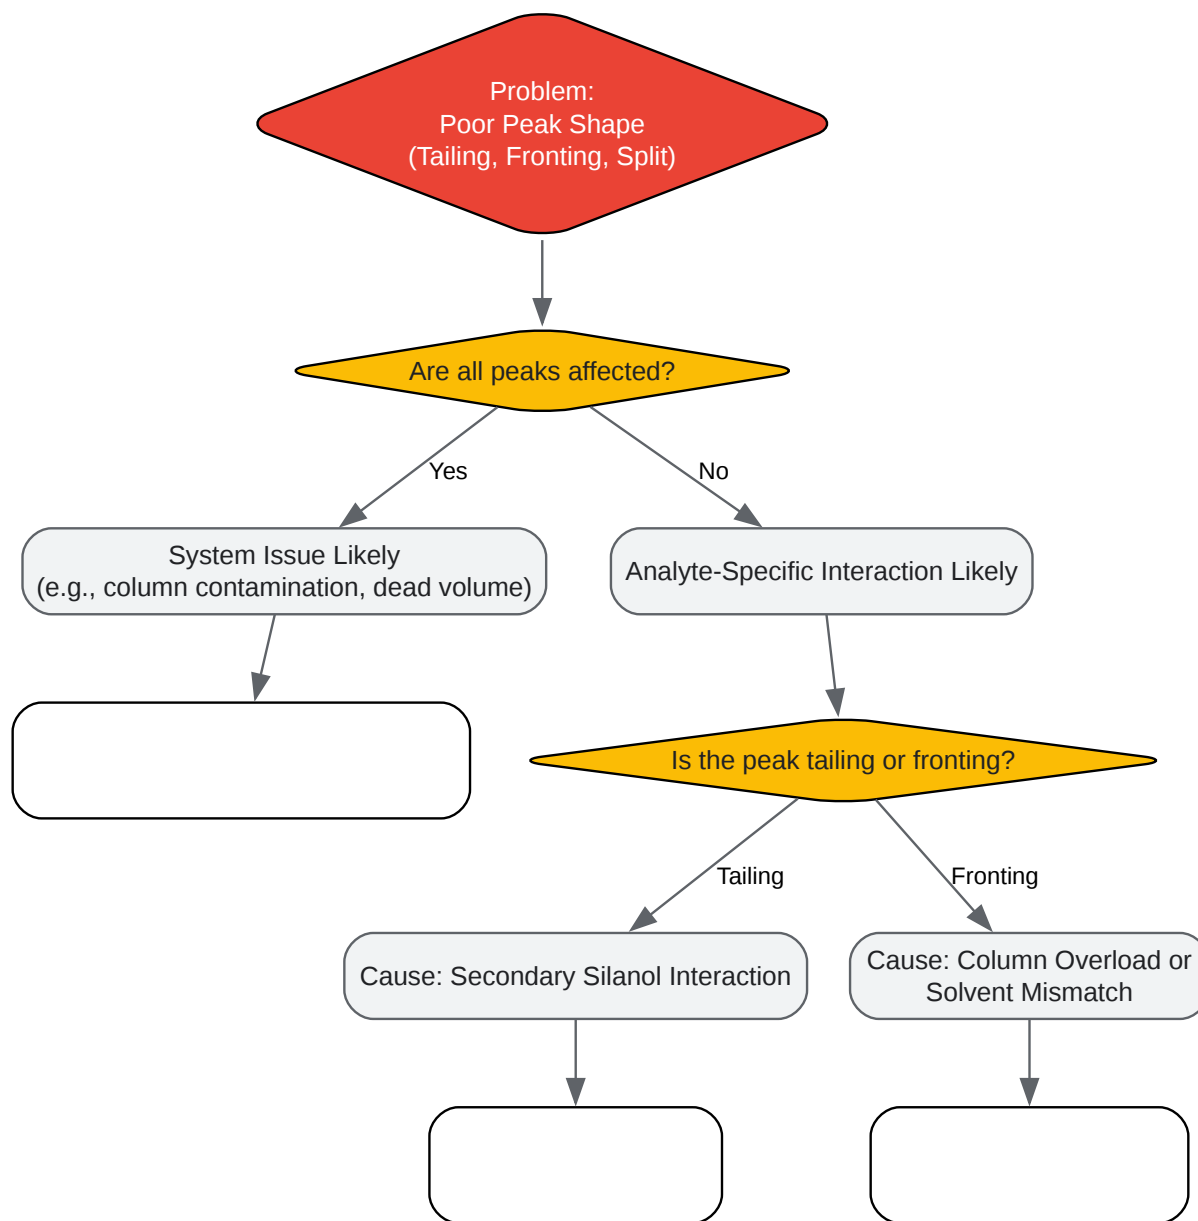 Problem:
Poor Peak Shape
(Tailing, Fronting, Split)
Are all peaks affected?
Yes
No
System Issue Likely
(e.g., column contamination, dead volume)
Analyte-Specific Interaction Likely
Is the peak tailing or fronting?
Tailing
Fronting
Cause: Secondary Silanol Interaction
Cause: Column Overload or
Solvent Mismatch